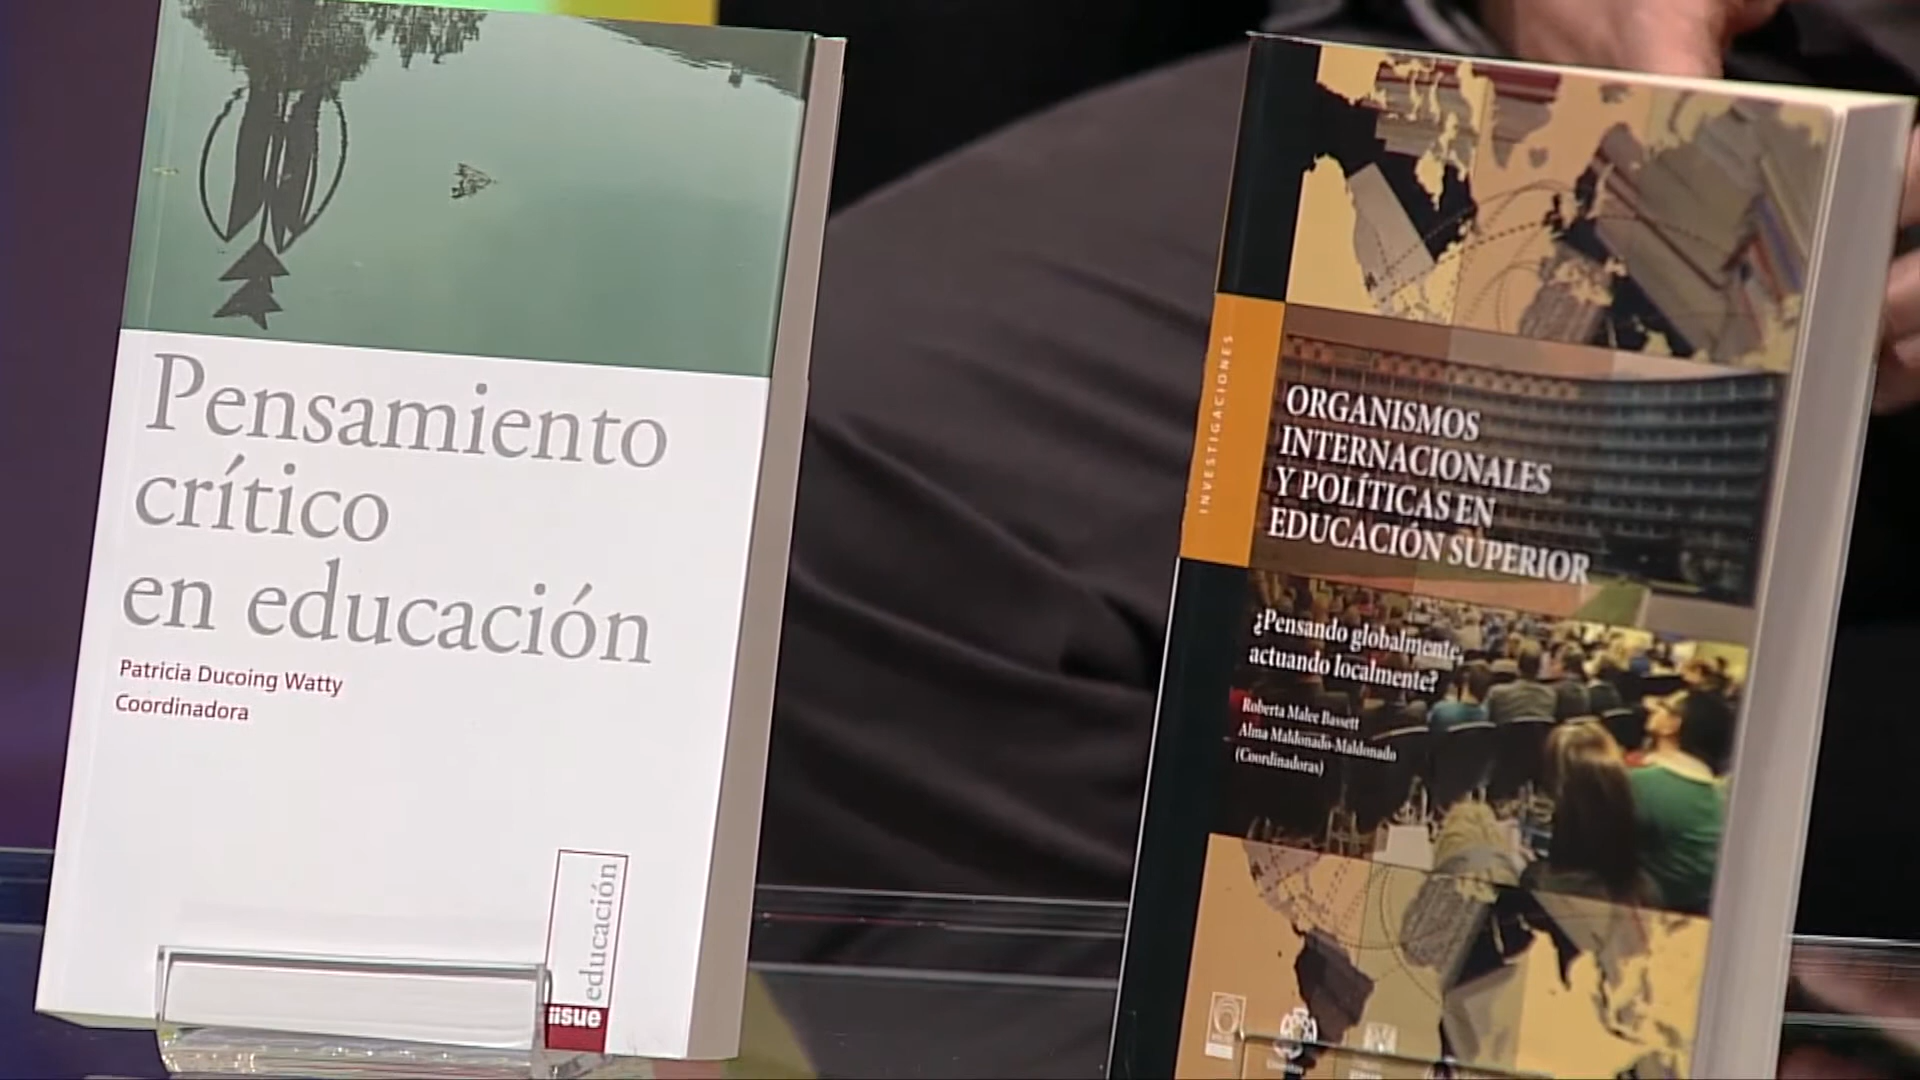 Pensamiento
crítico
en educación
Patricia Ducoing Watty
Coordinadora
educación
iisue
INVESTIGACIONES
ORGANISMOS
INTERNACIONALES
Y POLÍTICAS EN
EDUCACIÓN SUPERIOR
¿Pensando globalmente,
actuando localmente?
Roberta Malee Bassett
Alma Maldonado-Maldonado
(Coordinadoras)